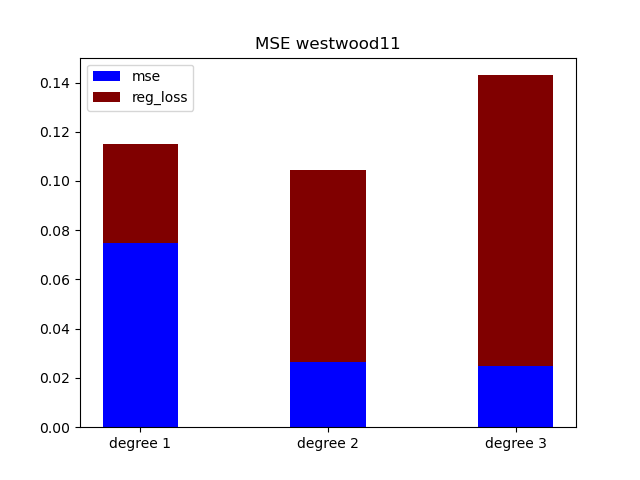 MSE westwood11
mse
reg_loss
0.14
0.12
0.10
0.08
0.06
0.04
0.02
0.00
degree 1
degree 2
degree 3